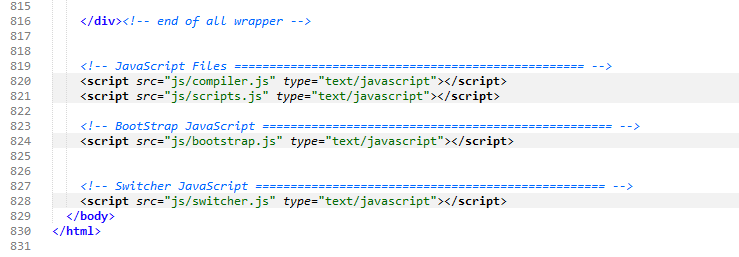 815
816 </div><!-- end of all wrapper -->
817
818
819 <!-- JavaScript Files ================================================== -->
820 <script src="js/compiler.js" type="text/javascript"></script>
821 <script src="js/scripts.js" type="text/javascript"></script>
822
823 <!-- BootStrap JavaScript ================================================== -->
824 <script src="js/bootstrap.js" type="text/javascript"></script>
825
826
827 <!-- Switcher JavaScript ================================================== -->
828 <script src="js/switcher.js" type="text/javascript"></script>
829 </body>
830 </html>
831